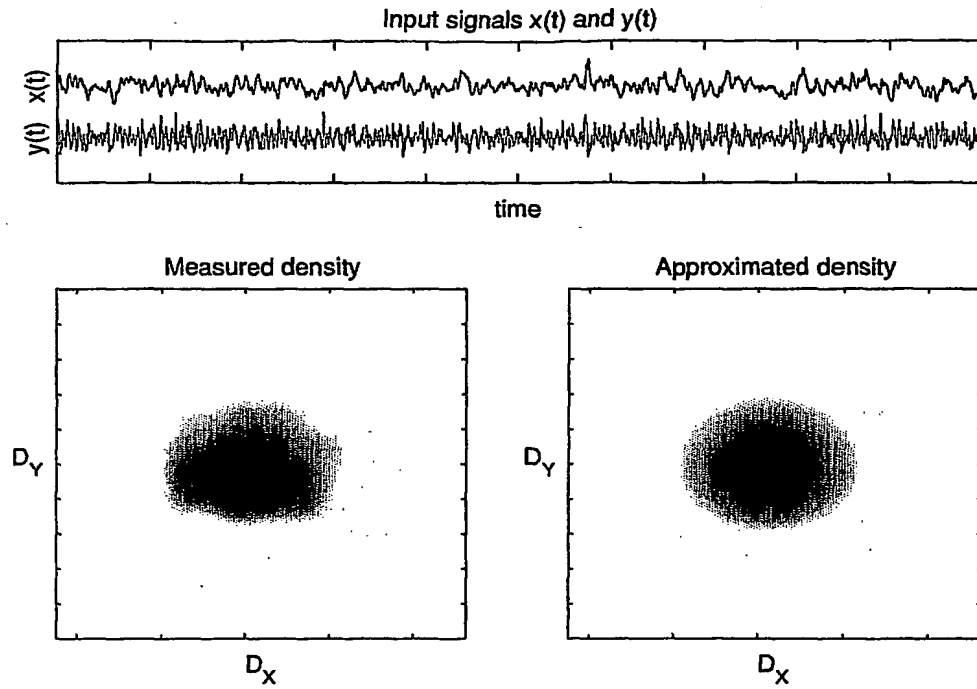 Input signals x(t) and y(t)
x(t)
y(t)
time
Measured density
Approximated density
D_Y
D_Y
D_X
D_X